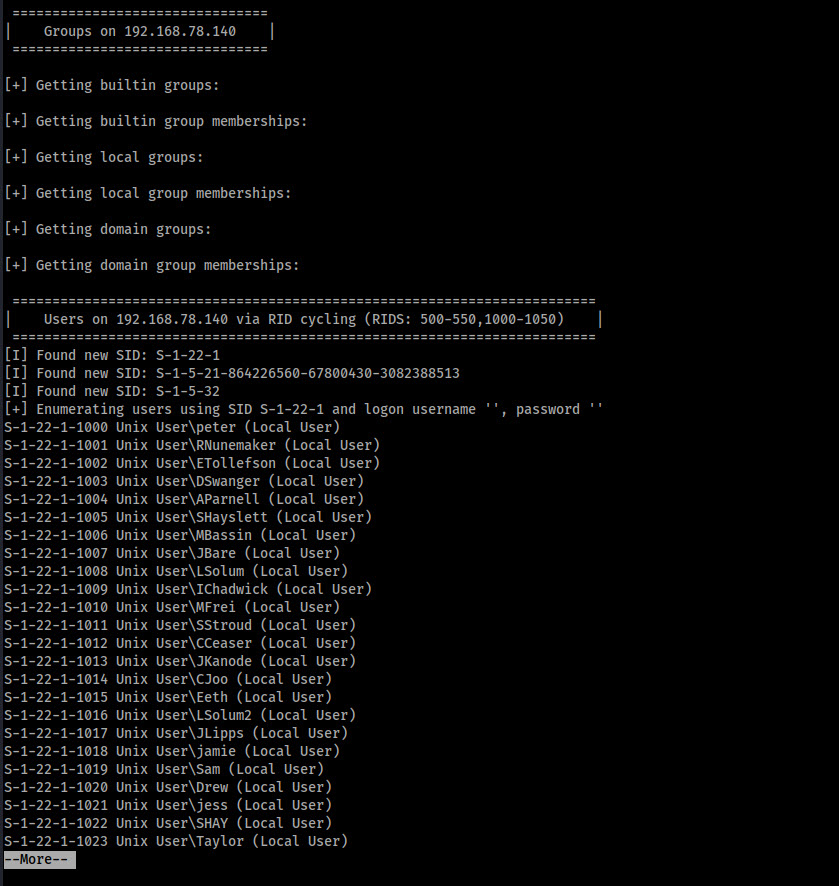 ================================
|    Groups on 192.168.78.140    |
================================
[+] Getting builtin groups:
[+] Getting builtin group memberships:
[+] Getting local groups:
[+] Getting local group memberships:
[+] Getting domain groups:
[+] Getting domain group memberships:
=========================================================================
|    Users on 192.168.78.140 via RID cycling (RIDS: 500-550,1000-1050)    |
=========================================================================
[I] Found new SID: S-1-22-1
[I] Found new SID: S-1-5-21-864226560-67800430-3082388513
[I] Found new SID: S-1-5-32
[+] Enumerating users using SID S-1-22-1 and logon username '', password ''
S-1-22-1-1000 Unix User\peter (Local User)
S-1-22-1-1001 Unix User\RNunemaker (Local User)
S-1-22-1-1002 Unix User\ETollefson (Local User)
S-1-22-1-1003 Unix User\DSwanger (Local User)
S-1-22-1-1004 Unix User\AParnell (Local User)
S-1-22-1-1005 Unix User\SHayslett (Local User)
S-1-22-1-1006 Unix User\MBassin (Local User)
S-1-22-1-1007 Unix User\JBare (Local User)
S-1-22-1-1008 Unix User\LSolum (Local User)
S-1-22-1-1009 Unix User\IChadwick (Local User)
S-1-22-1-1010 Unix User\MFrei (Local User)
S-1-22-1-1011 Unix User\SStroud (Local User)
S-1-22-1-1012 Unix User\CCeaser (Local User)
S-1-22-1-1013 Unix User\JKanode (Local User)
S-1-22-1-1014 Unix User\CJoo (Local User)
S-1-22-1-1015 Unix User\Eeth (Local User)
S-1-22-1-1016 Unix User\LSolum2 (Local User)
S-1-22-1-1017 Unix User\JLipps (Local User)
S-1-22-1-1018 Unix User\jamie (Local User)
S-1-22-1-1019 Unix User\Sam (Local User)
S-1-22-1-1020 Unix User\Drew (Local User)
S-1-22-1-1021 Unix User\jess (Local User)
S-1-22-1-1022 Unix User\SHAY (Local User)
S-1-22-1-1023 Unix User\Taylor (Local User)
--More--